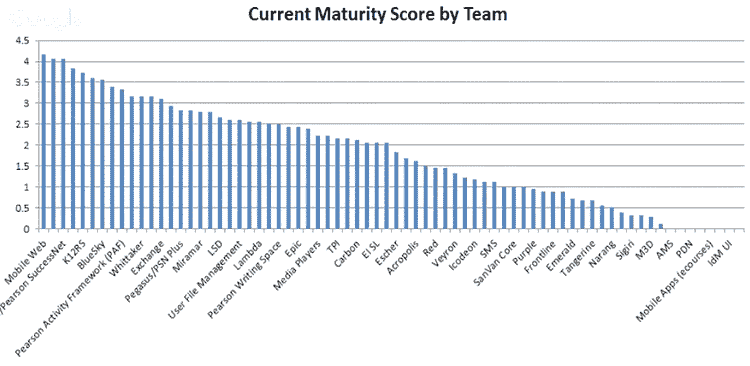 Current Maturity Score by Team
4.5
4
3.5
3
2.5
2
1.5
1
0.5
0
Mobile Web
/Pearson SuccessNet
K12RS
BlueSky
Pearson Activity Framework (PAF)
Whittaker
Exchange
Pegasus/PSN Plus
Miramar
LSD
User File Management
Lambda
Pearson Writing Space
Epic
Media Players
TPI
Carbon
EI SL
Escher
Acropolis
Red
Veyron
Icodeon
SMS
SanVan Core
Purple
Frontline
Emerald
Tangerine
Narang
Sigiri
M3D
AMS
PDN
Mobile Apps (ecourses)
IdM UI